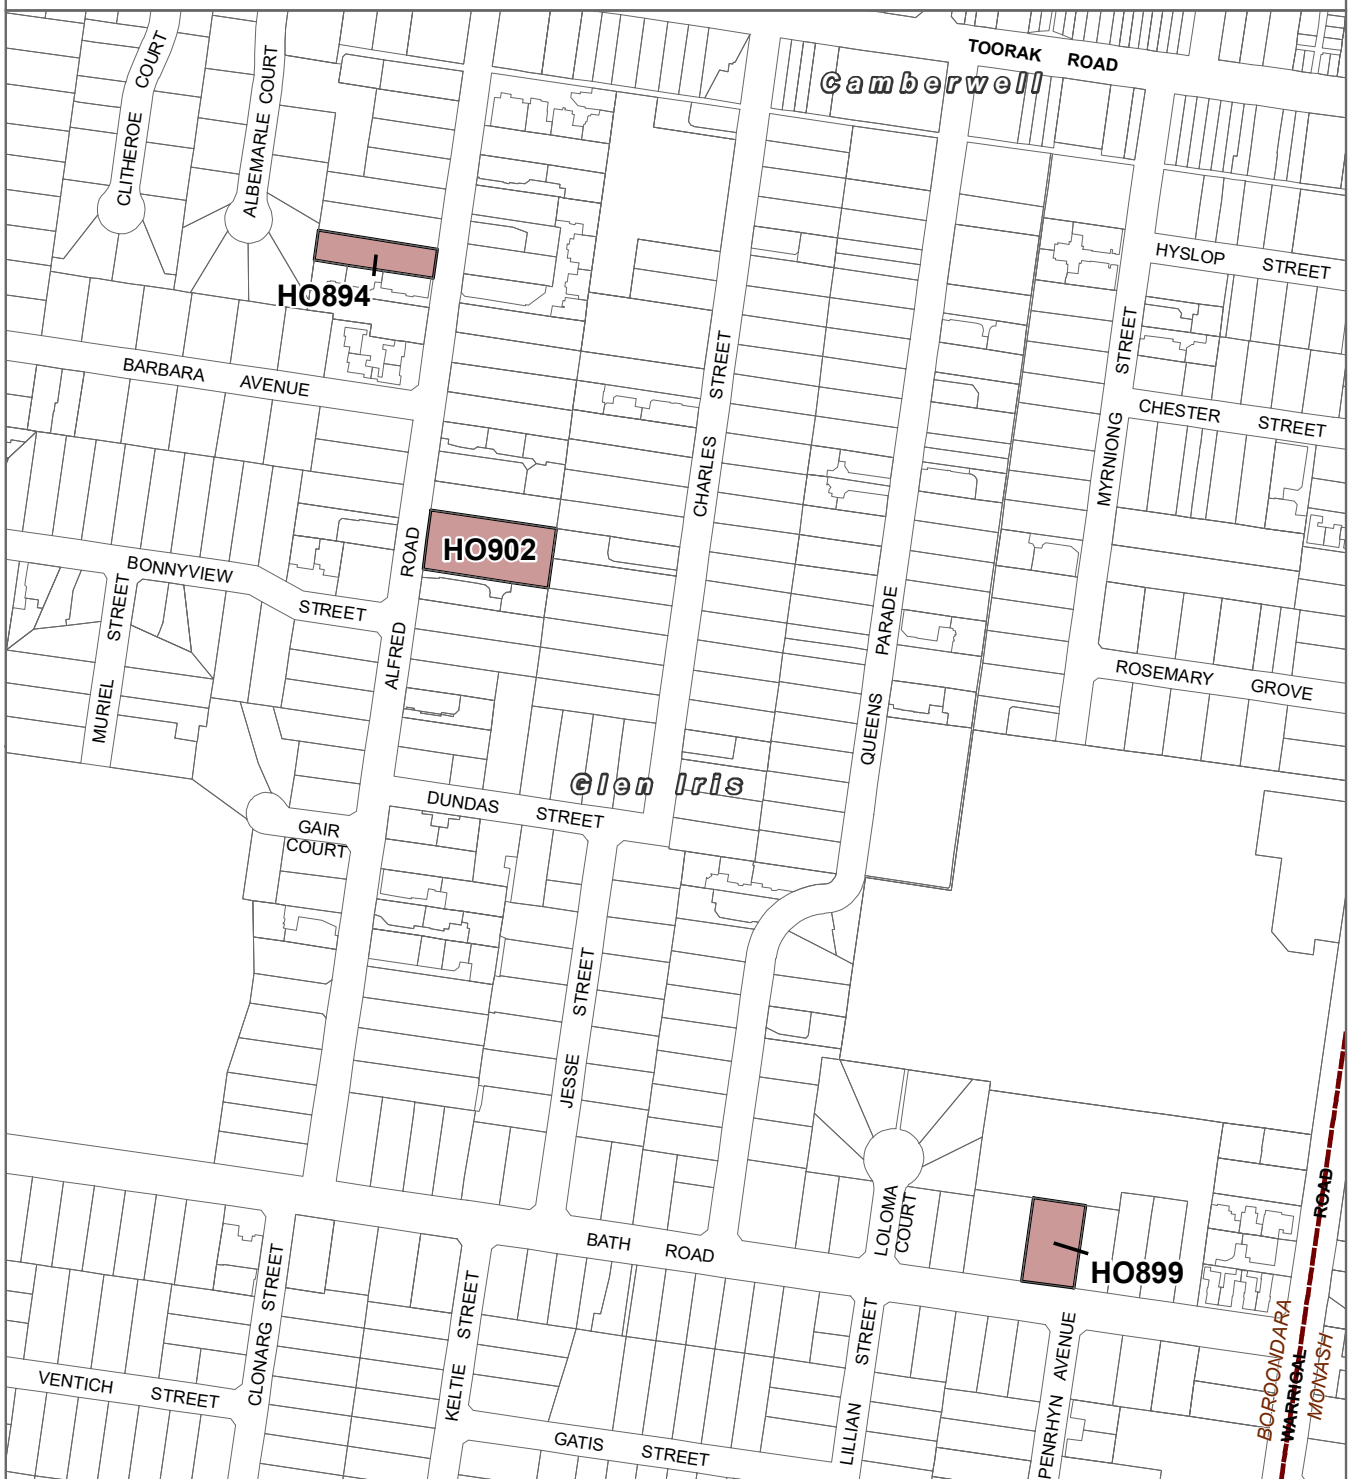 TOORAK ROAD
Camberwell
CLITHEROE COURT
ALBEMARLE COURT
HYSLOP STREET
HO894
BARBARA AVENUE
CHARLES STREET
MYRNIONG STREET
CHESTER STREET
HO902
ALFRED ROAD
BONNYVIEW STREET
MURIEL STREET
QUEENS PARADE
ROSEMARY GROVE
Glen Iris
DUNDAS STREET
GAIR
COURT
JESSE STREET
LOLOMA
COURT
WARRIGAL ROAD
BATH ROAD
HO899
CLONARG STREET
KELTIE STREET
LILLIAN STREET
PENRHYN AVENUE
BOROONDARA
MONASH
VENTICH STREET
GATIS STREET